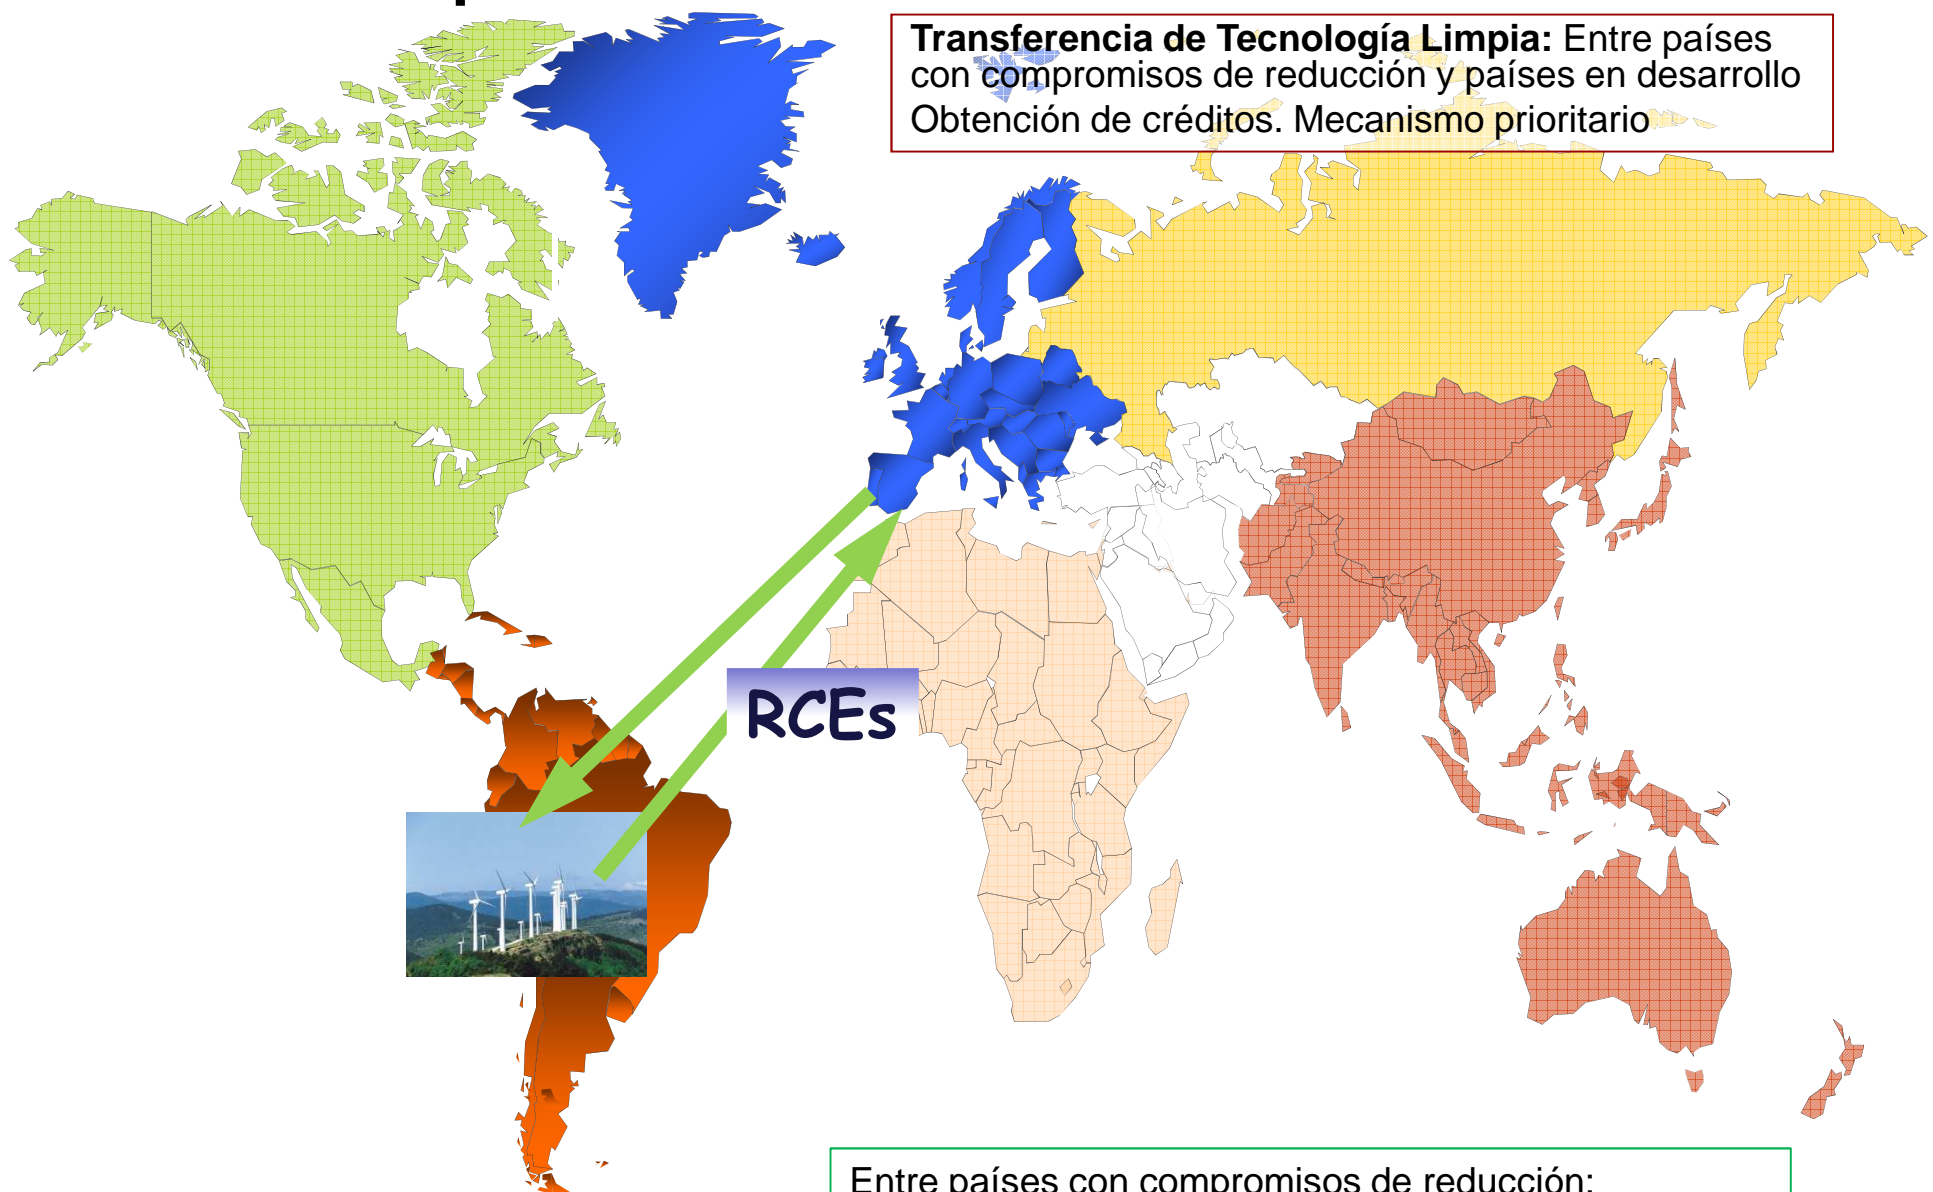 Transferencia de Tecnología Limpia: Entre países
con compromisos de reducción y países en desarrollo
Obtención de créditos. Mecanismo prioritario
RCEs
Entre países con compromisos de reducción: